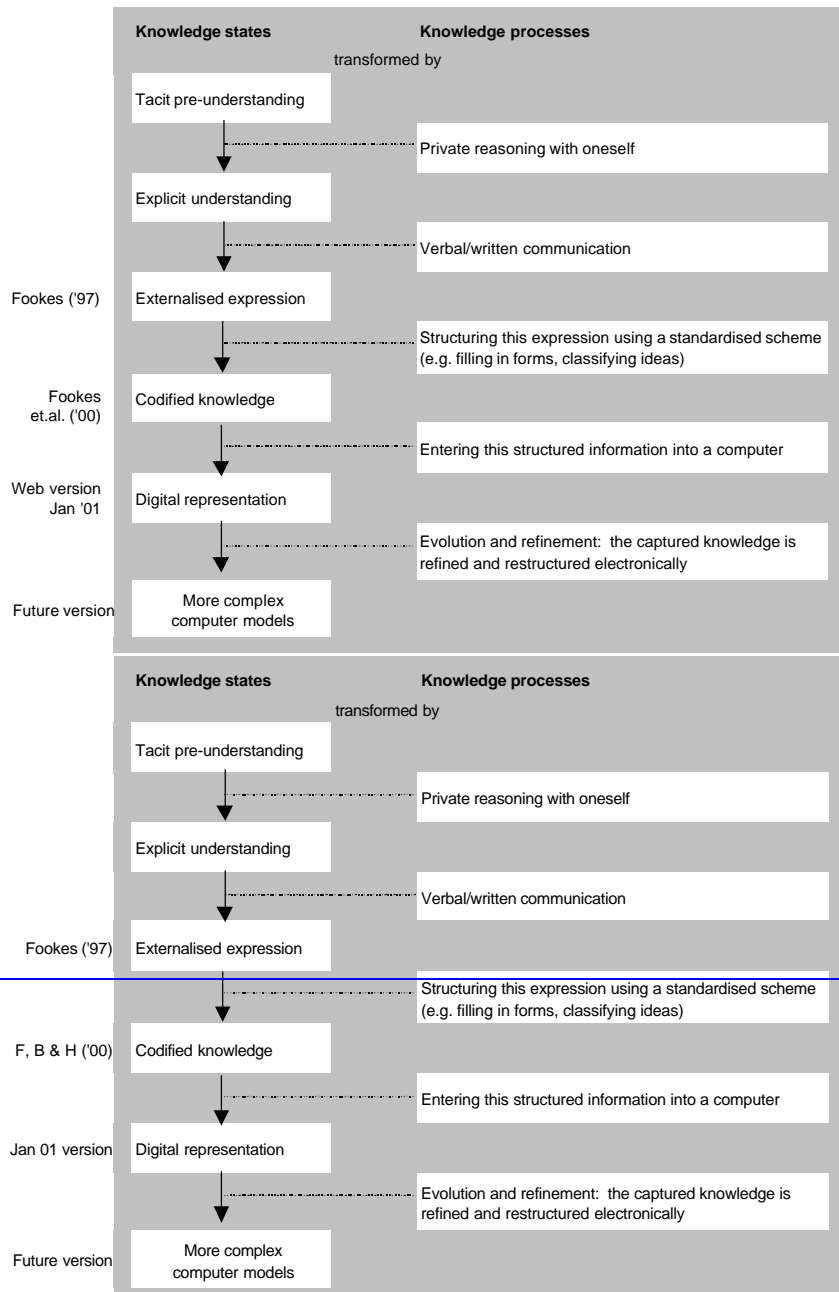 Knowledge states Knowledge processes
transformed by
Tacit pre-understanding
Private reasoning with oneself
Explicit understanding
Verbal/written communication
Fookes ('97) Externalised expression
Structuring this expression using a standardised scheme
(e.g. filling in forms, classifying ideas)
Fookes
et.al. ('00)
Codified knowledge
Entering this structured information into a computer
Web version
Jan '01
Digital representation
Evolution and refinement: the captured knowledge is
refined and restructured electronically
Future version
More complex
computer models
Knowledge states Knowledge processes
transformed by
Tacit pre-understanding
Private reasoning with oneself
Explicit understanding
Verbal/written communication
Fookes ('97) Externalised expression
Structuring this expression using a standardised scheme
(e.g. filling in forms, classifying ideas)
F, B & H ('00) Codified knowledge
Entering this structured information into a computer
Jan 01 version Digital representation
Evolution and refinement: the captured knowledge is
refined and restructured electronically
Future version
More complex
computer models